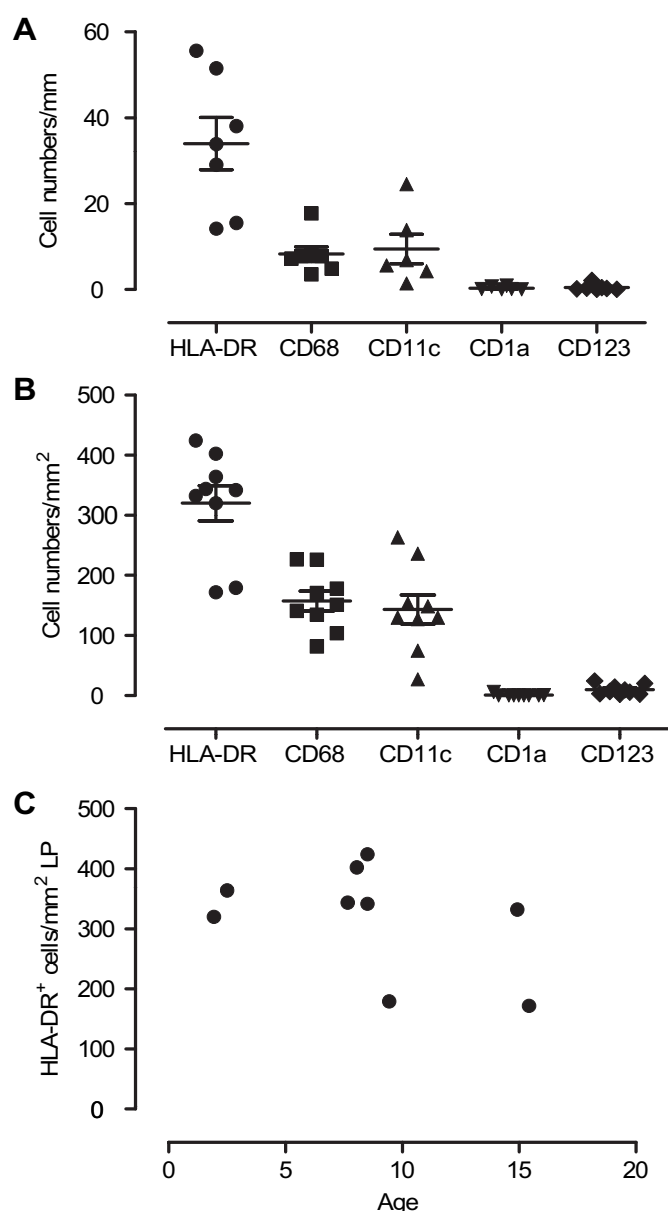 A
Cell numbers/mm
60
40
20
0
HLA-DR CD68 CD11c CD1a CD123
B
Cell numbers/mm²
500
400
300
200
100
0
HLA-DR CD68 CD11c CD1a CD123
C
HLA-DR⁺ cells/mm² LP
500
400
300
200
100
0
0 5 10 15 20
Age